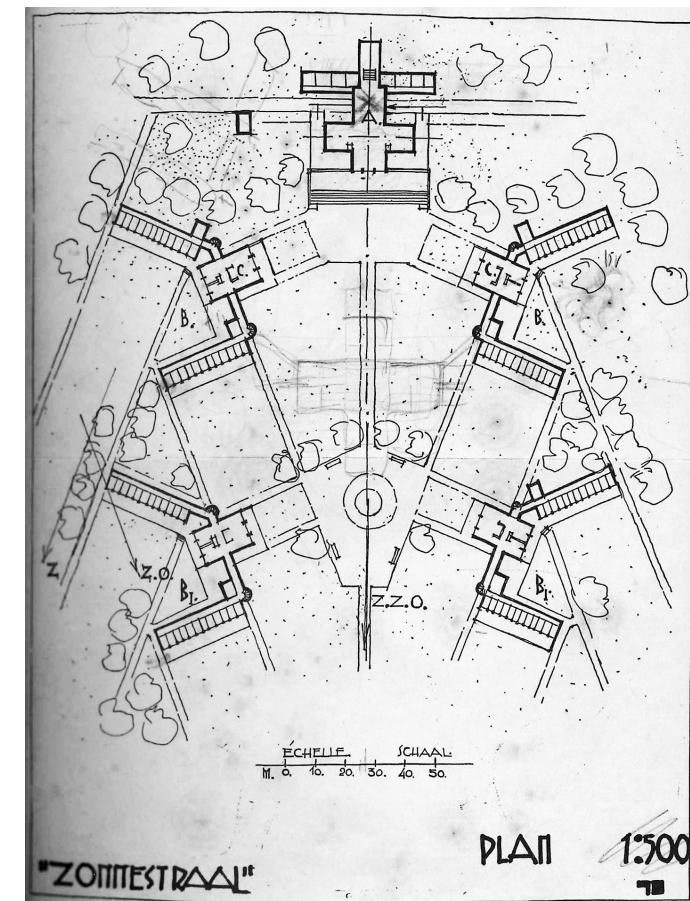 A.
C.
C.
B.
B.
Z.
Z.O.
C
B1.
B1.
Z.Z.O.
ÉCHELLE SCHAAL
M. 0. 10. 20. 30. 40. 50.
PLAN 1:500
"ZONNESTRAAL"